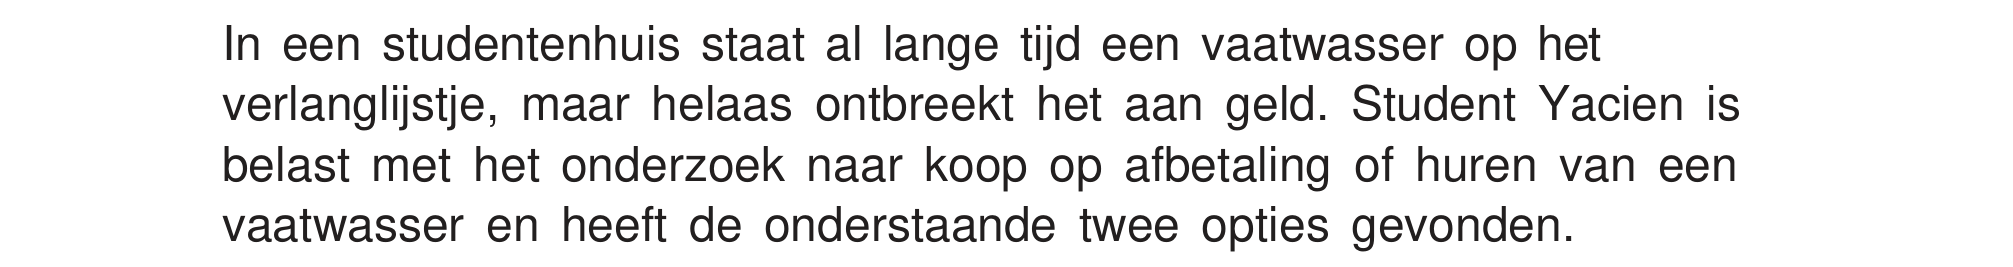 In een studentenhuis staat al lange tijd een vaatwasser op het
verlanglijstje, maar helaas ontbreekt het aan geld. Student Yacien is
belast met het onderzoek naar koop op afbetaling of huren van een
vaatwasser en heeft de onderstaande twee opties gevonden.